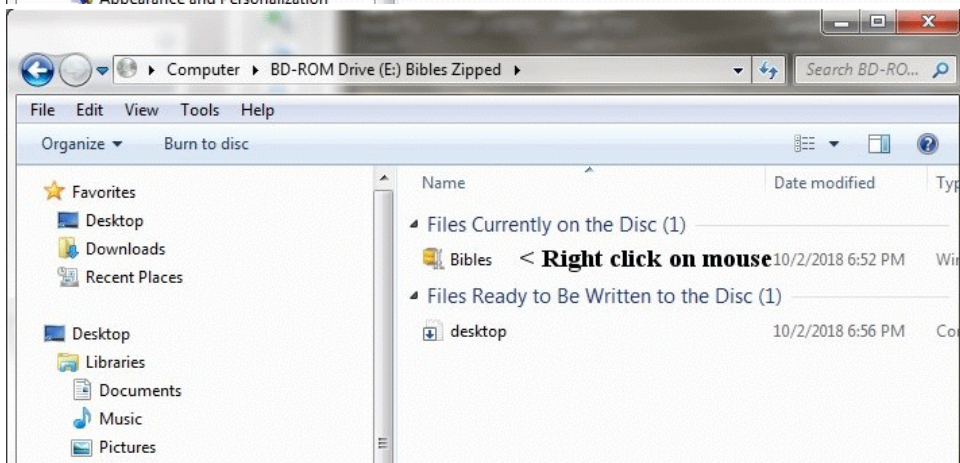 Appearance and Personalization
Computer BD-ROM Drive (E:) Bibles Zipped
Search BD-RO...
File Edit View Tools Help
Organize Burn to disc
Name Date modified Typ
Favorites
Desktop
Downloads
Recent Places
Files Currently on the Disc (1)
Bibles < Right click on mouse 10/2/2018 6:52 PM Win
Files Ready to Be Written to the Disc (1)
desktop 10/2/2018 6:56 PM Co
Desktop
Libraries
Documents
Music
Pictures